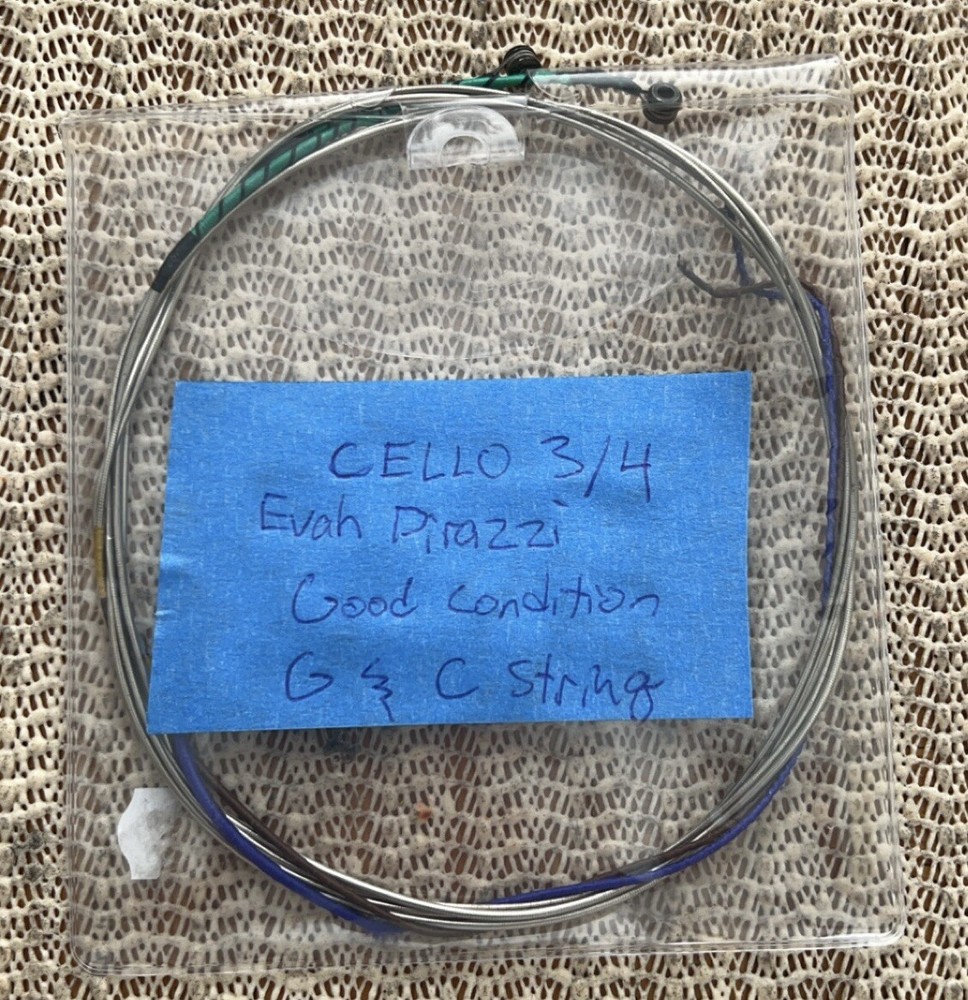 CELLO 3/4
Evah Pirazzi
Good condition
G & C String